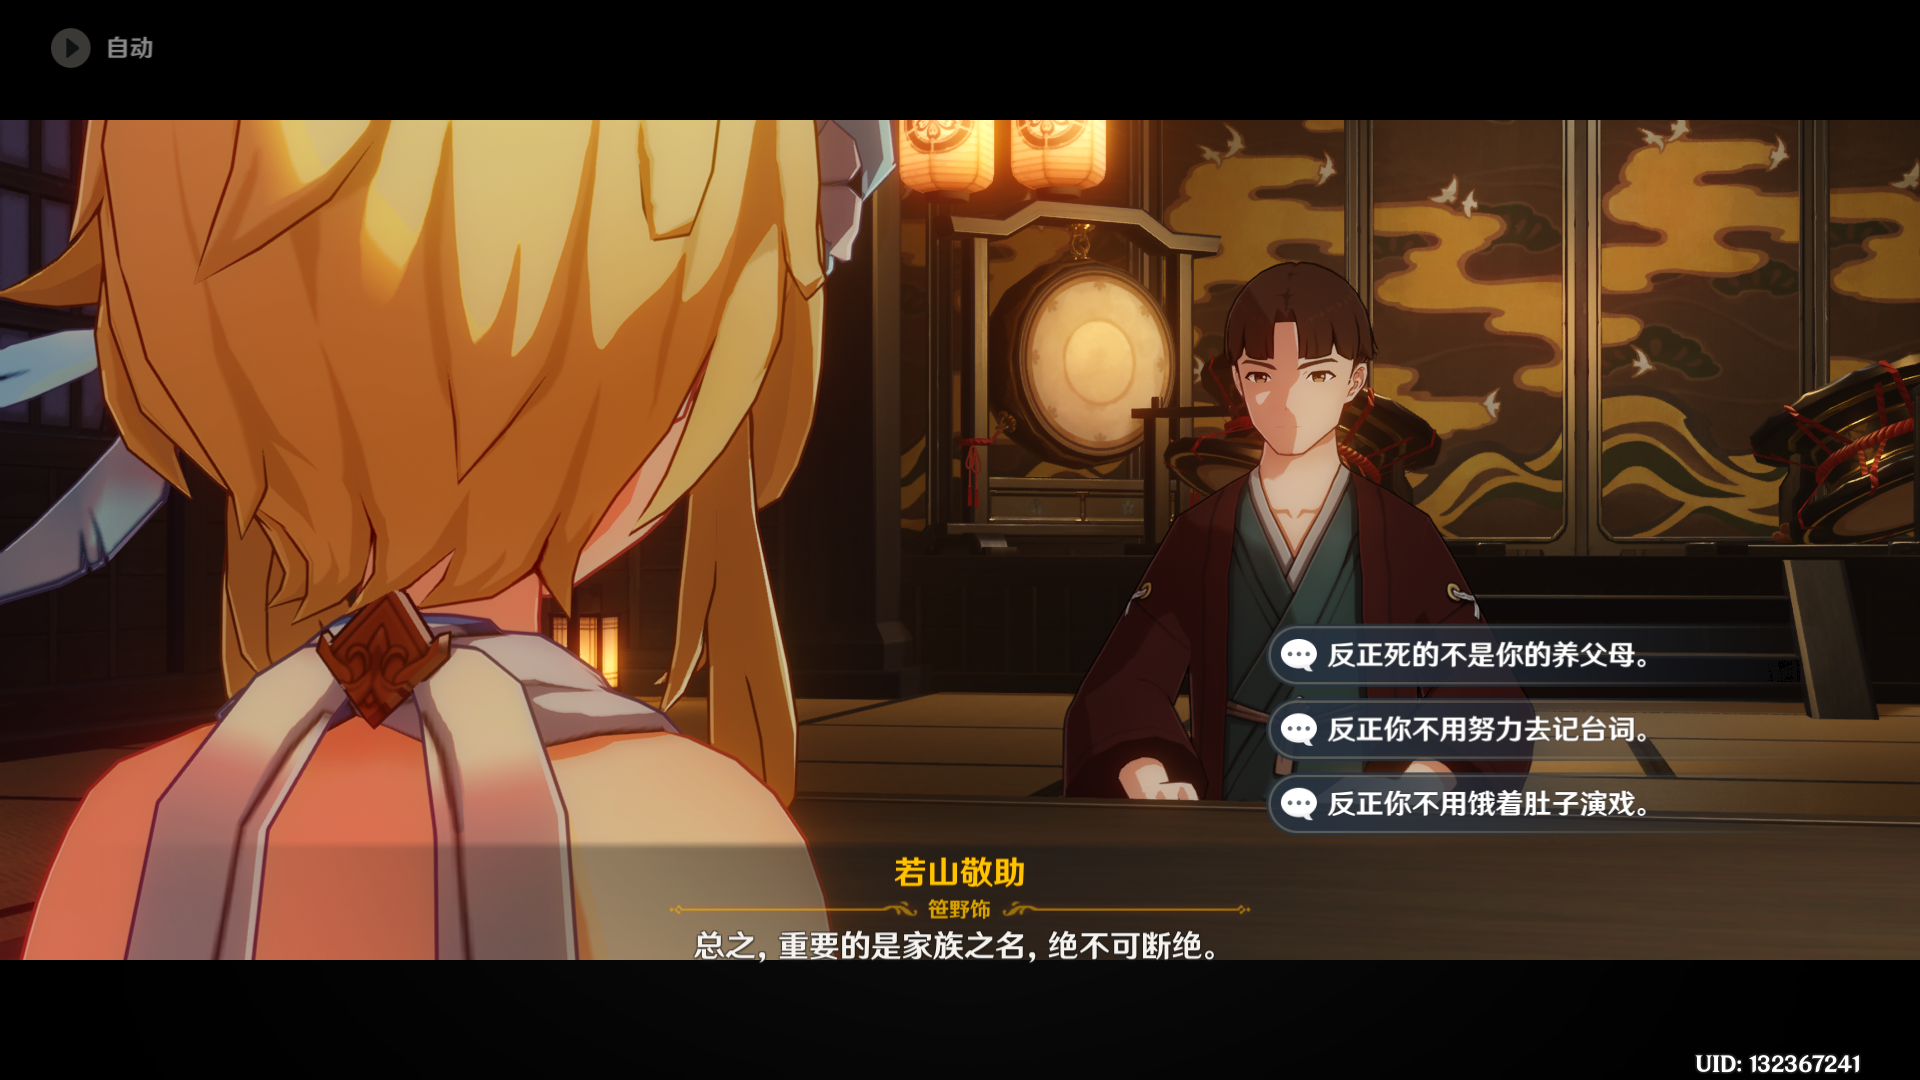 自动
反正死的不是你的养父母。
反正你不用努力去记台词。
反正你不用饿着肚子演戏。
若山敬助
笹野饰
总之，重要的是家族之名，绝不可断绝。
UID: 132367241